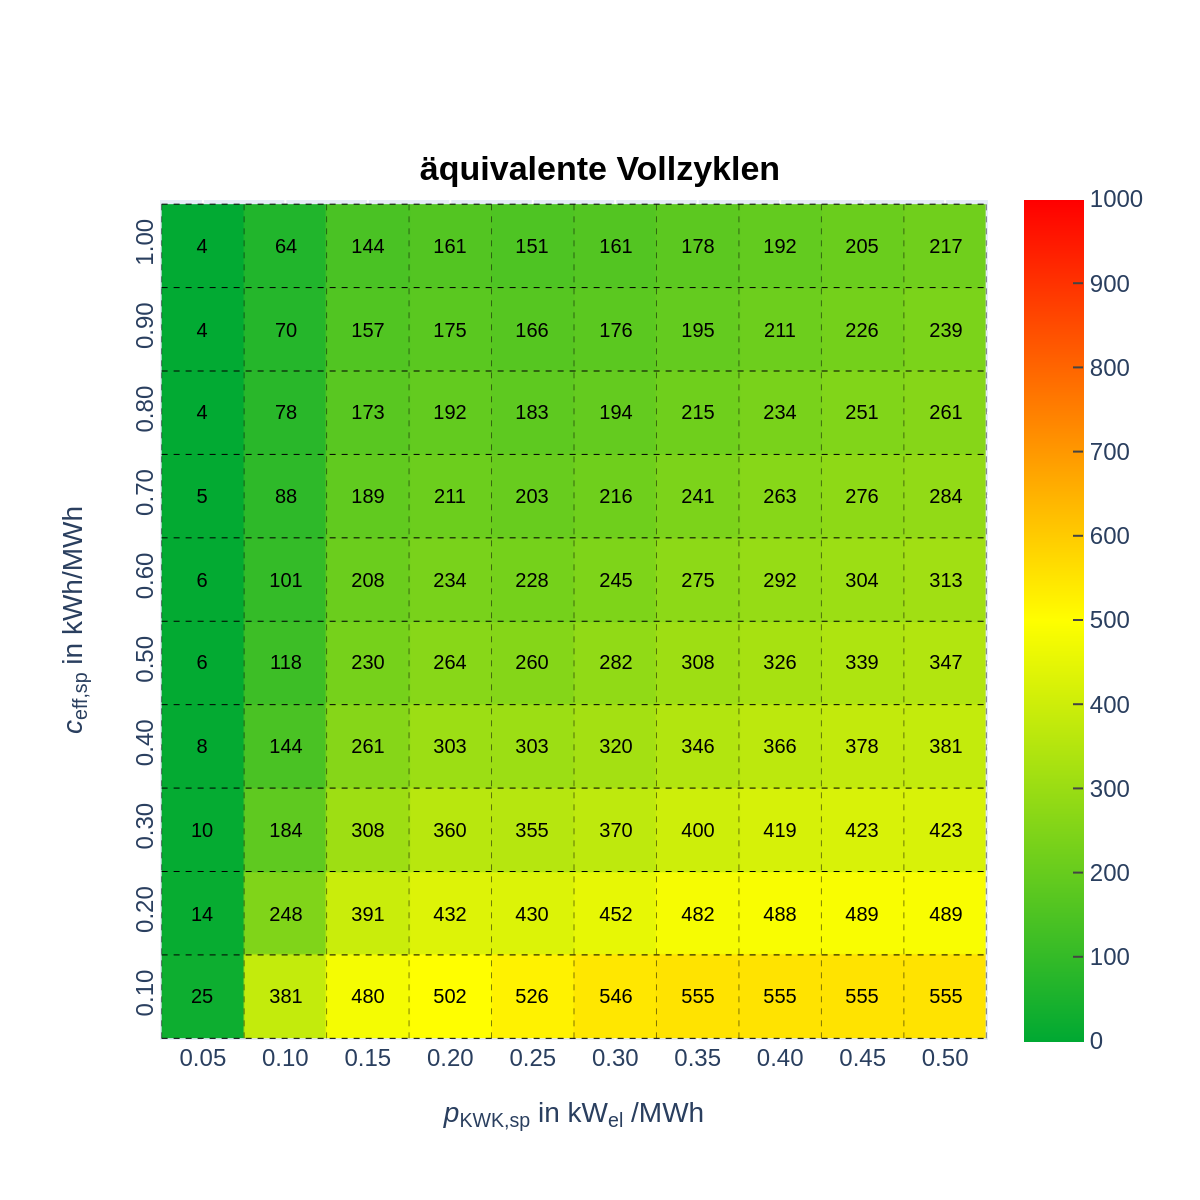 äquivalente Vollzyklen
1.00 4 64 144 161 151 161 178 192 205 217
0.90 4 70 157 175 166 176 195 211 226 239
0.80 4 78 173 192 183 194 215 234 251 261
0.70 5 88 189 211 203 216 241 263 276 284
0.60 6 101 208 234 228 245 275 292 304 313
0.50 6 118 230 264 260 282 308 326 339 347
0.40 8 144 261 303 303 320 346 366 378 381
0.30 10 184 308 360 355 370 400 419 423 423
0.20 14 248 391 432 430 452 482 488 489 489
0.10 25 381 480 502 526 546 555 555 555 555
0.05 0.10 0.15 0.20 0.25 0.30 0.35 0.40 0.45 0.50
p KWK,sp in kW el /MWh
c eff,sp in kWh/MWh
1000
900
800
700
600
500
400
300
200
100
0